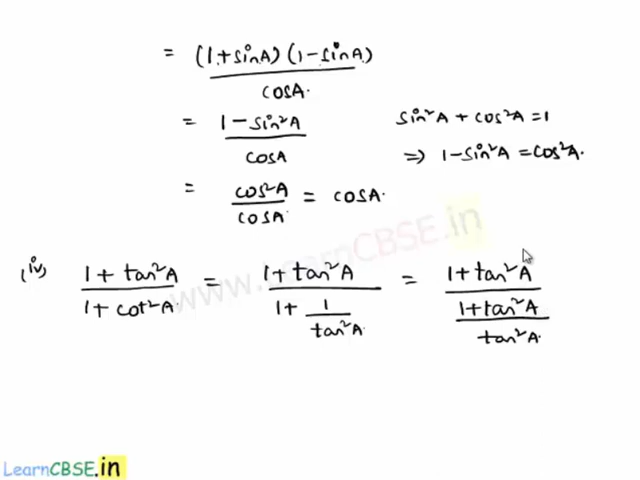 = (1+sinA)(1-sinA) / cosA.
= 1-sin²A / cosA    sin²A + cos²A = 1
⇒ 1-sin²A = cos²A.
= cos²A / cosA. = cosA.
(iv) 1+tan²A / 1+cot²A. = 1+tan²A / 1+ 1/tan²A. = 1+tan²A / 1+tan²A / tan²A.
www.LearnCBSE.in
LearnCBSE.in